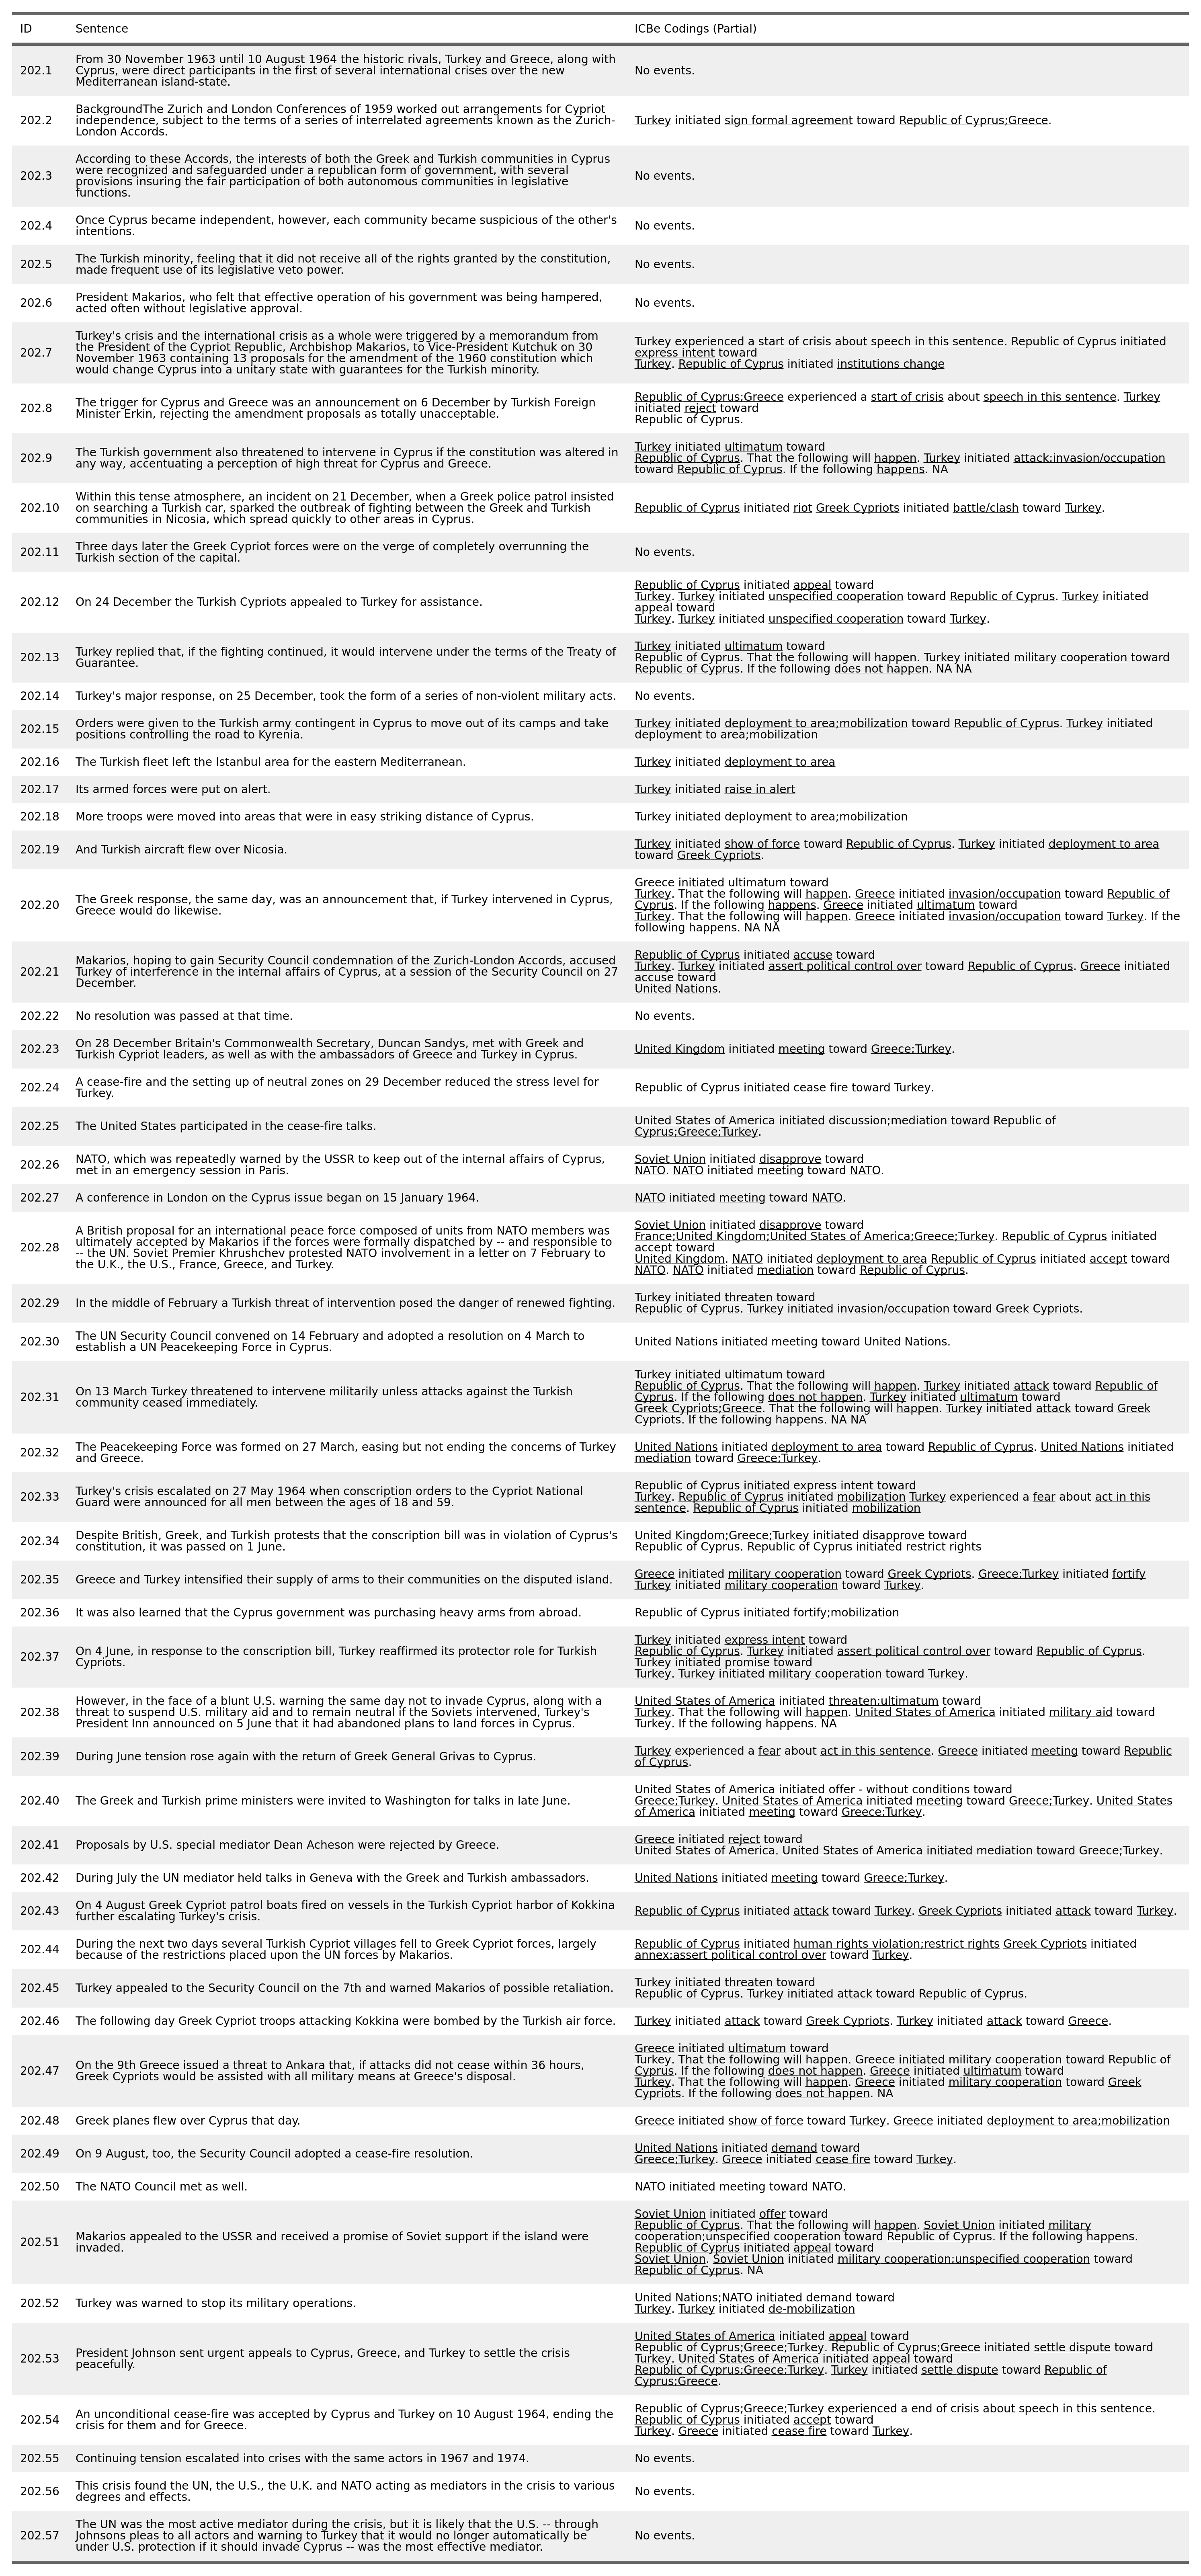 ID Sentence ICBe Codings (Partial)
202.1 From 30 November 1963 until 10 August 1964 the historic rivals, Turkey and Greece, along with
Cyprus, were direct participants in the first of several international crises over the new
Mediterranean island-state.
No events.
202.2 BackgroundThe Zurich and London Conferences of 1959 worked out arrangements for Cypriot
independence, subject to the terms of a series of interrelated agreements known as the Zurich-
London Accords.
Turkey initiated sign formal agreement toward Republic of Cyprus;Greece.
202.3 According to these Accords, the interests of both the Greek and Turkish communities in Cyprus
were recognized and safeguarded under a republican form of government, with several
provisions insuring the fair participation of both autonomous communities in legislative
functions.
No events.
202.4 Once Cyprus became independent, however, each community became suspicious of the other's
intentions.
No events.
202.5 The Turkish minority, feeling that it did not receive all of the rights granted by the constitution,
made frequent use of its legislative veto power.
No events.
202.6 President Makarios, who felt that effective operation of his government was being hampered,
acted often without legislative approval.
No events.
202.7 Turkey's crisis and the international crisis as a whole were triggered by a memorandum from
the President of the Cypriot Republic, Archbishop Makarios, to Vice-President Kutchuk on 30
November 1963 containing 13 proposals for the amendment of the 1960 constitution which
would change Cyprus into a unitary state with guarantees for the Turkish minority.
Turkey experienced a start of crisis about speech in this sentence. Republic of Cyprus initiated
express intent toward
Turkey. Republic of Cyprus initiated institutions change
202.8 The trigger for Cyprus and Greece was an announcement on 6 December by Turkish Foreign
Minister Erkin, rejecting the amendment proposals as totally unacceptable.
Republic of Cyprus;Greece experienced a start of crisis about speech in this sentence. Turkey
initiated reject toward
Republic of Cyprus.
202.9 The Turkish government also threatened to intervene in Cyprus if the constitution was altered in
any way, accentuating a perception of high threat for Cyprus and Greece.
Turkey initiated ultimatum toward
Republic of Cyprus. That the following will happen. Turkey initiated attack;invasion/occupation
toward Republic of Cyprus. If the following happens. NA
202.10 Within this tense atmosphere, an incident on 21 December, when a Greek police patrol insisted
on searching a Turkish car, sparked the outbreak of fighting between the Greek and Turkish
communities in Nicosia, which spread quickly to other areas in Cyprus.
Republic of Cyprus initiated riot Greek Cypriots initiated battle/clash toward Turkey.
202.11 Three days later the Greek Cypriot forces were on the verge of completely overrunning the
Turkish section of the capital.
No events.
202.12 On 24 December the Turkish Cypriots appealed to Turkey for assistance.
Republic of Cyprus initiated appeal toward
Turkey. Turkey initiated unspecified cooperation toward Republic of Cyprus. Turkey initiated
appeal toward
Turkey. Turkey initiated unspecified cooperation toward Turkey.
202.13 Turkey replied that, if the fighting continued, it would intervene under the terms of the Treaty of
Guarantee.
Turkey initiated ultimatum toward
Republic of Cyprus. That the following will happen. Turkey initiated military cooperation toward
Republic of Cyprus. If the following does not happen. NA NA
202.14 Turkey's major response, on 25 December, took the form of a series of non-violent military acts.
No events.
202.15 Orders were given to the Turkish army contingent in Cyprus to move out of its camps and take
positions controlling the road to Kyrenia.
Turkey initiated deployment to area;mobilization toward Republic of Cyprus. Turkey initiated
deployment to area;mobilization
202.16 The Turkish fleet left the Istanbul area for the eastern Mediterranean.
Turkey initiated deployment to area
202.17 Its armed forces were put on alert.
Turkey initiated raise in alert
202.18 More troops were moved into areas that were in easy striking distance of Cyprus.
Turkey initiated deployment to area;mobilization
202.19 And Turkish aircraft flew over Nicosia.
Turkey initiated show of force toward Republic of Cyprus. Turkey initiated deployment to area
toward Greek Cypriots.
202.20 The Greek response, the same day, was an announcement that, if Turkey intervened in Cyprus,
Greece would do likewise.
Greece initiated ultimatum toward
Turkey. That the following will happen. Greece initiated invasion/occupation toward Republic of
Cyprus. If the following happens. Greece initiated ultimatum toward
Turkey. That the following will happen. Greece initiated invasion/occupation toward Turkey. If the
following happens. NA NA
202.21 Makarios, hoping to gain Security Council condemnation of the Zurich-London Accords, accused
Turkey of interference in the internal affairs of Cyprus, at a session of the Security Council on 27
December.
Republic of Cyprus initiated accuse toward
Turkey. Turkey initiated assert political control over toward Republic of Cyprus. Greece initiated
accuse toward
United Nations.
202.22 No resolution was passed at that time.
No events.
202.23 On 28 December Britain's Commonwealth Secretary, Duncan Sandys, met with Greek and
Turkish Cypriot leaders, as well as with the ambassadors of Greece and Turkey in Cyprus.
United Kingdom initiated meeting toward Greece;Turkey.
202.24 A cease-fire and the setting up of neutral zones on 29 December reduced the stress level for
Turkey.
Republic of Cyprus initiated cease fire toward Turkey.
202.25 The United States participated in the cease-fire talks.
United States of America initiated discussion;mediation toward Republic of
Cyprus;Greece;Turkey.
202.26 NATO, which was repeatedly warned by the USSR to keep out of the internal affairs of Cyprus,
met in an emergency session in Paris.
Soviet Union initiated disapprove toward
NATO. NATO initiated meeting toward NATO.
202.27 A conference in London on the Cyprus issue began on 15 January 1964.
NATO initiated meeting toward NATO.
202.28 A British proposal for an international peace force composed of units from NATO members was
ultimately accepted by Makarios if the forces were formally dispatched by -- and responsible to
-- the UN. Soviet Premier Khrushchev protested NATO involvement in a letter on 7 February to
the U.K., the U.S., France, Greece, and Turkey.
Soviet Union initiated disapprove toward
France;United Kingdom;United States of America;Greece;Turkey. Republic of Cyprus initiated
accept toward
United Kingdom. NATO initiated deployment to area Republic of Cyprus initiated accept toward
NATO. NATO initiated mediation toward Republic of Cyprus.
202.29 In the middle of February a Turkish threat of intervention posed the danger of renewed fighting.
Turkey initiated threaten toward
Republic of Cyprus. Turkey initiated invasion/occupation toward Greek Cypriots.
202.30 The UN Security Council convened on 14 February and adopted a resolution on 4 March to
establish a UN Peacekeeping Force in Cyprus.
United Nations initiated meeting toward United Nations.
202.31 On 13 March Turkey threatened to intervene militarily unless attacks against the Turkish
community ceased immediately.
Turkey initiated ultimatum toward
Republic of Cyprus. That the following will happen. Turkey initiated attack toward Republic of
Cyprus. If the following does not happen. Turkey initiated ultimatum toward
Greek Cypriots;Greece. That the following will happen. Turkey initiated attack toward Greek
Cypriots. If the following happens. NA NA
202.32 The Peacekeeping Force was formed on 27 March, easing but not ending the concerns of Turkey
and Greece.
United Nations initiated deployment to area toward Republic of Cyprus. United Nations initiated
mediation toward Greece;Turkey.
202.33 Turkey's crisis escalated on 27 May 1964 when conscription orders to the Cypriot National
Guard were announced for all men between the ages of 18 and 59.
Republic of Cyprus initiated express intent toward
Turkey. Republic of Cyprus initiated mobilization Turkey experienced a fear about act in this
sentence. Republic of Cyprus initiated mobilization
202.34 Despite British, Greek, and Turkish protests that the conscription bill was in violation of Cyprus's
constitution, it was passed on 1 June.
United Kingdom;Greece;Turkey initiated disapprove toward
Republic of Cyprus. Republic of Cyprus initiated restrict rights
202.35 Greece and Turkey intensified their supply of arms to their communities on the disputed island.
Greece initiated military cooperation toward Greek Cypriots. Greece;Turkey initiated fortify
Turkey initiated military cooperation toward Turkey.
202.36 It was also learned that the Cyprus government was purchasing heavy arms from abroad.
Republic of Cyprus initiated fortify;mobilization
202.37 On 4 June, in response to the conscription bill, Turkey reaffirmed its protector role for Turkish
Cypriots.
Turkey initiated express intent toward
Republic of Cyprus. Turkey initiated assert political control over toward Republic of Cyprus.
Turkey initiated promise toward
Turkey. Turkey initiated military cooperation toward Turkey.
202.38 However, in the face of a blunt U.S. warning the same day not to invade Cyprus, along with a
threat to suspend U.S. military aid and to remain neutral if the Soviets intervened, Turkey's
President Inn announced on 5 June that it had abandoned plans to land forces in Cyprus.
United States of America initiated threaten;ultimatum toward
Turkey. That the following will happen. United States of America initiated military aid toward
Turkey. If the following happens. NA
202.39 During June tension rose again with the return of Greek General Grivas to Cyprus.
Turkey experienced a fear about act in this sentence. Greece initiated meeting toward Republic
of Cyprus.
202.40 The Greek and Turkish prime ministers were invited to Washington for talks in late June.
United States of America initiated offer - without conditions toward
Greece;Turkey. United States of America initiated meeting toward Greece;Turkey. United States
of America initiated meeting toward Greece;Turkey.
202.41 Proposals by U.S. special mediator Dean Acheson were rejected by Greece.
Greece initiated reject toward
United States of America. United States of America initiated mediation toward Greece;Turkey.
202.42 During July the UN mediator held talks in Geneva with the Greek and Turkish ambassadors.
United Nations initiated meeting toward Greece;Turkey.
202.43 On 4 August Greek Cypriot patrol boats fired on vessels in the Turkish Cypriot harbor of Kokkina
further escalating Turkey's crisis.
Republic of Cyprus initiated attack toward Turkey. Greek Cypriots initiated attack toward Turkey.
202.44 During the next two days several Turkish Cypriot villages fell to Greek Cypriot forces, largely
because of the restrictions placed upon the UN forces by Makarios.
Republic of Cyprus initiated human rights violation;restrict rights Greek Cypriots initiated
annex;assert political control over toward Turkey.
202.45 Turkey appealed to the Security Council on the 7th and warned Makarios of possible retaliation.
Turkey initiated threaten toward
Republic of Cyprus. Turkey initiated attack toward Republic of Cyprus.
202.46 The following day Greek Cypriot troops attacking Kokkina were bombed by the Turkish air force.
Turkey initiated attack toward Greek Cypriots. Turkey initiated attack toward Greece.
202.47 On the 9th Greece issued a threat to Ankara that, if attacks did not cease within 36 hours,
Greek Cypriots would be assisted with all military means at Greece's disposal.
Greece initiated ultimatum toward
Turkey. That the following will happen. Greece initiated military cooperation toward Republic of
Cyprus. If the following does not happen. Greece initiated ultimatum toward
Turkey. That the following will happen. Greece initiated military cooperation toward Greek
Cypriots. If the following does not happen. NA
202.48 Greek planes flew over Cyprus that day.
Greece initiated show of force toward Turkey. Greece initiated deployment to area;mobilization
202.49 On 9 August, too, the Security Council adopted a cease-fire resolution.
United Nations initiated demand toward
Greece;Turkey. Greece initiated cease fire toward Turkey.
202.50 The NATO Council met as well.
NATO initiated meeting toward NATO.
202.51 Makarios appealed to the USSR and received a promise of Soviet support if the island were
invaded.
Soviet Union initiated offer toward
Republic of Cyprus. That the following will happen. Soviet Union initiated military
cooperation;unspecified cooperation toward Republic of Cyprus. If the following happens.
Republic of Cyprus initiated appeal toward
Soviet Union. Soviet Union initiated military cooperation;unspecified cooperation toward
Republic of Cyprus. NA
202.52 Turkey was warned to stop its military operations.
United Nations;NATO initiated demand toward
Turkey. Turkey initiated de-mobilization
202.53 President Johnson sent urgent appeals to Cyprus, Greece, and Turkey to settle the crisis
peacefully.
United States of America initiated appeal toward
Republic of Cyprus;Greece;Turkey. Republic of Cyprus;Greece initiated settle dispute toward
Turkey. United States of America initiated appeal toward
Republic of Cyprus;Greece;Turkey. Turkey initiated settle dispute toward Republic of
Cyprus;Greece.
202.54 An unconditional cease-fire was accepted by Cyprus and Turkey on 10 August 1964, ending the
crisis for them and for Greece.
Republic of Cyprus;Greece;Turkey experienced a end of crisis about speech in this sentence.
Republic of Cyprus initiated accept toward
Turkey. Greece initiated cease fire toward Turkey.
202.55 Continuing tension escalated into crises with the same actors in 1967 and 1974.
No events.
202.56 This crisis found the UN, the U.S., the U.K. and NATO acting as mediators in the crisis to various
degrees and effects.
No events.
202.57 The UN was the most active mediator during the crisis, but it is likely that the U.S. -- through
Johnsons pleas to all actors and warning to Turkey that it would no longer automatically be
under U.S. protection if it should invade Cyprus -- was the most effective mediator.
No events.